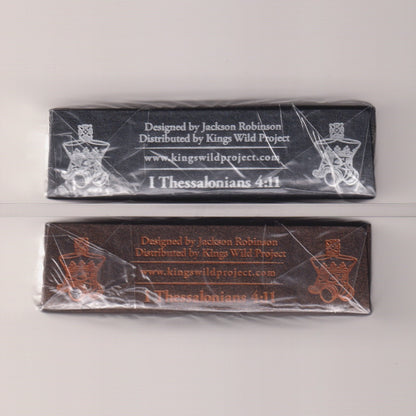 Designed by Jackson Robinson
Distributed by Kings Wild Project
www.kingswildproject.com
I Thessalonians 4:11
Designed by Jackson Robinson
Distributed by Kings Wild Project
www.kingswildproject.com
I Thessalonians 4:11